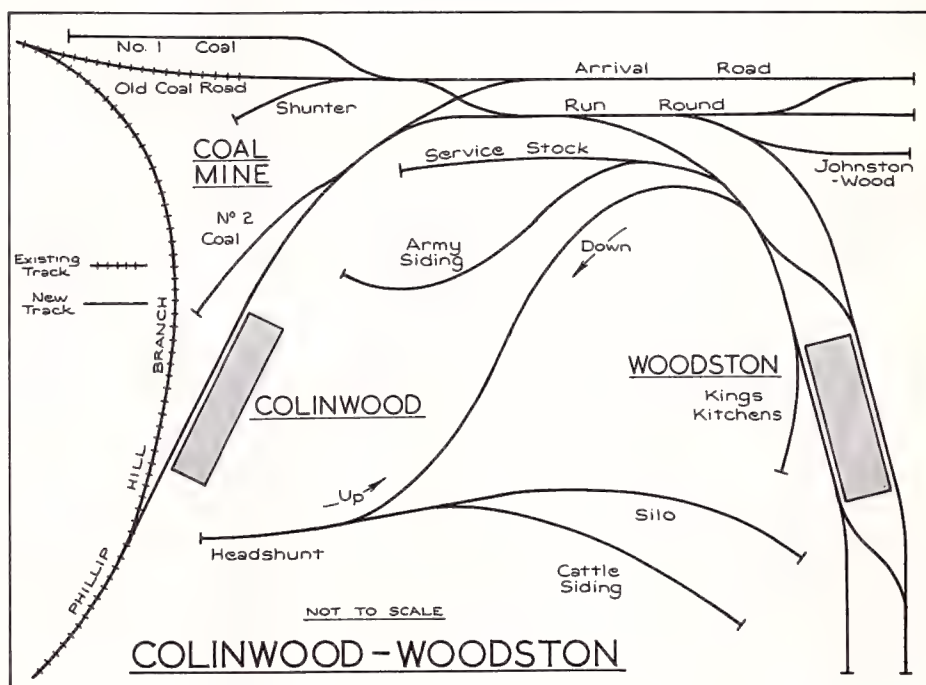 No. 1 Coal
Old Coal Road
Shunter
Arrival Road
Run Round
COAL
MINE
Service Stock
Johnston
-Wood
Nº 2
Coal
Army
Siding
Down
Existing
Track
New
Track
BRANCH
HILL
PHILLIP
COLINWOOD
WOODSTON
Kings
Kitchens
Up
Headshunt
Silo
Cattle
Siding
NOT TO SCALE
COLINWOOD-WOODSTON